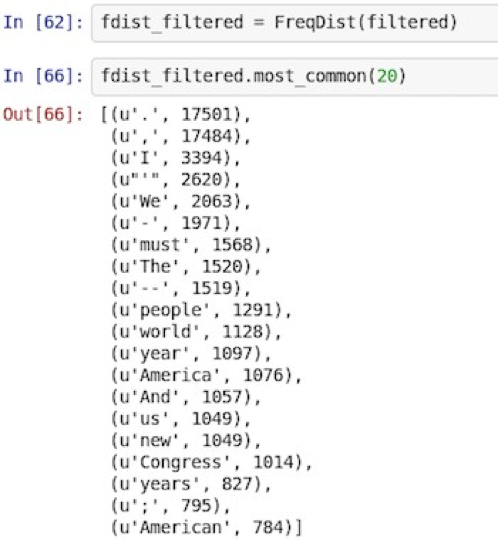 In [62]: fdist_filtered = FreqDist(filtered)
In [66]: fdist_filtered.most_common(20)
Out[66]: [(u'.', 17501),
(u',', 17484),
(u'I', 3394),
(u"'", 2620),
(u'We', 2063),
(u'-', 1971),
(u'must', 1568),
(u'The', 1520),
(u'--', 1519),
(u'people', 1291),
(u'world', 1128),
(u'year', 1097),
(u'America', 1076),
(u'And', 1057),
(u'us', 1049),
(u'new', 1049),
(u'Congress', 1014),
(u'years', 827),
(u';', 795),
(u'American', 784)]